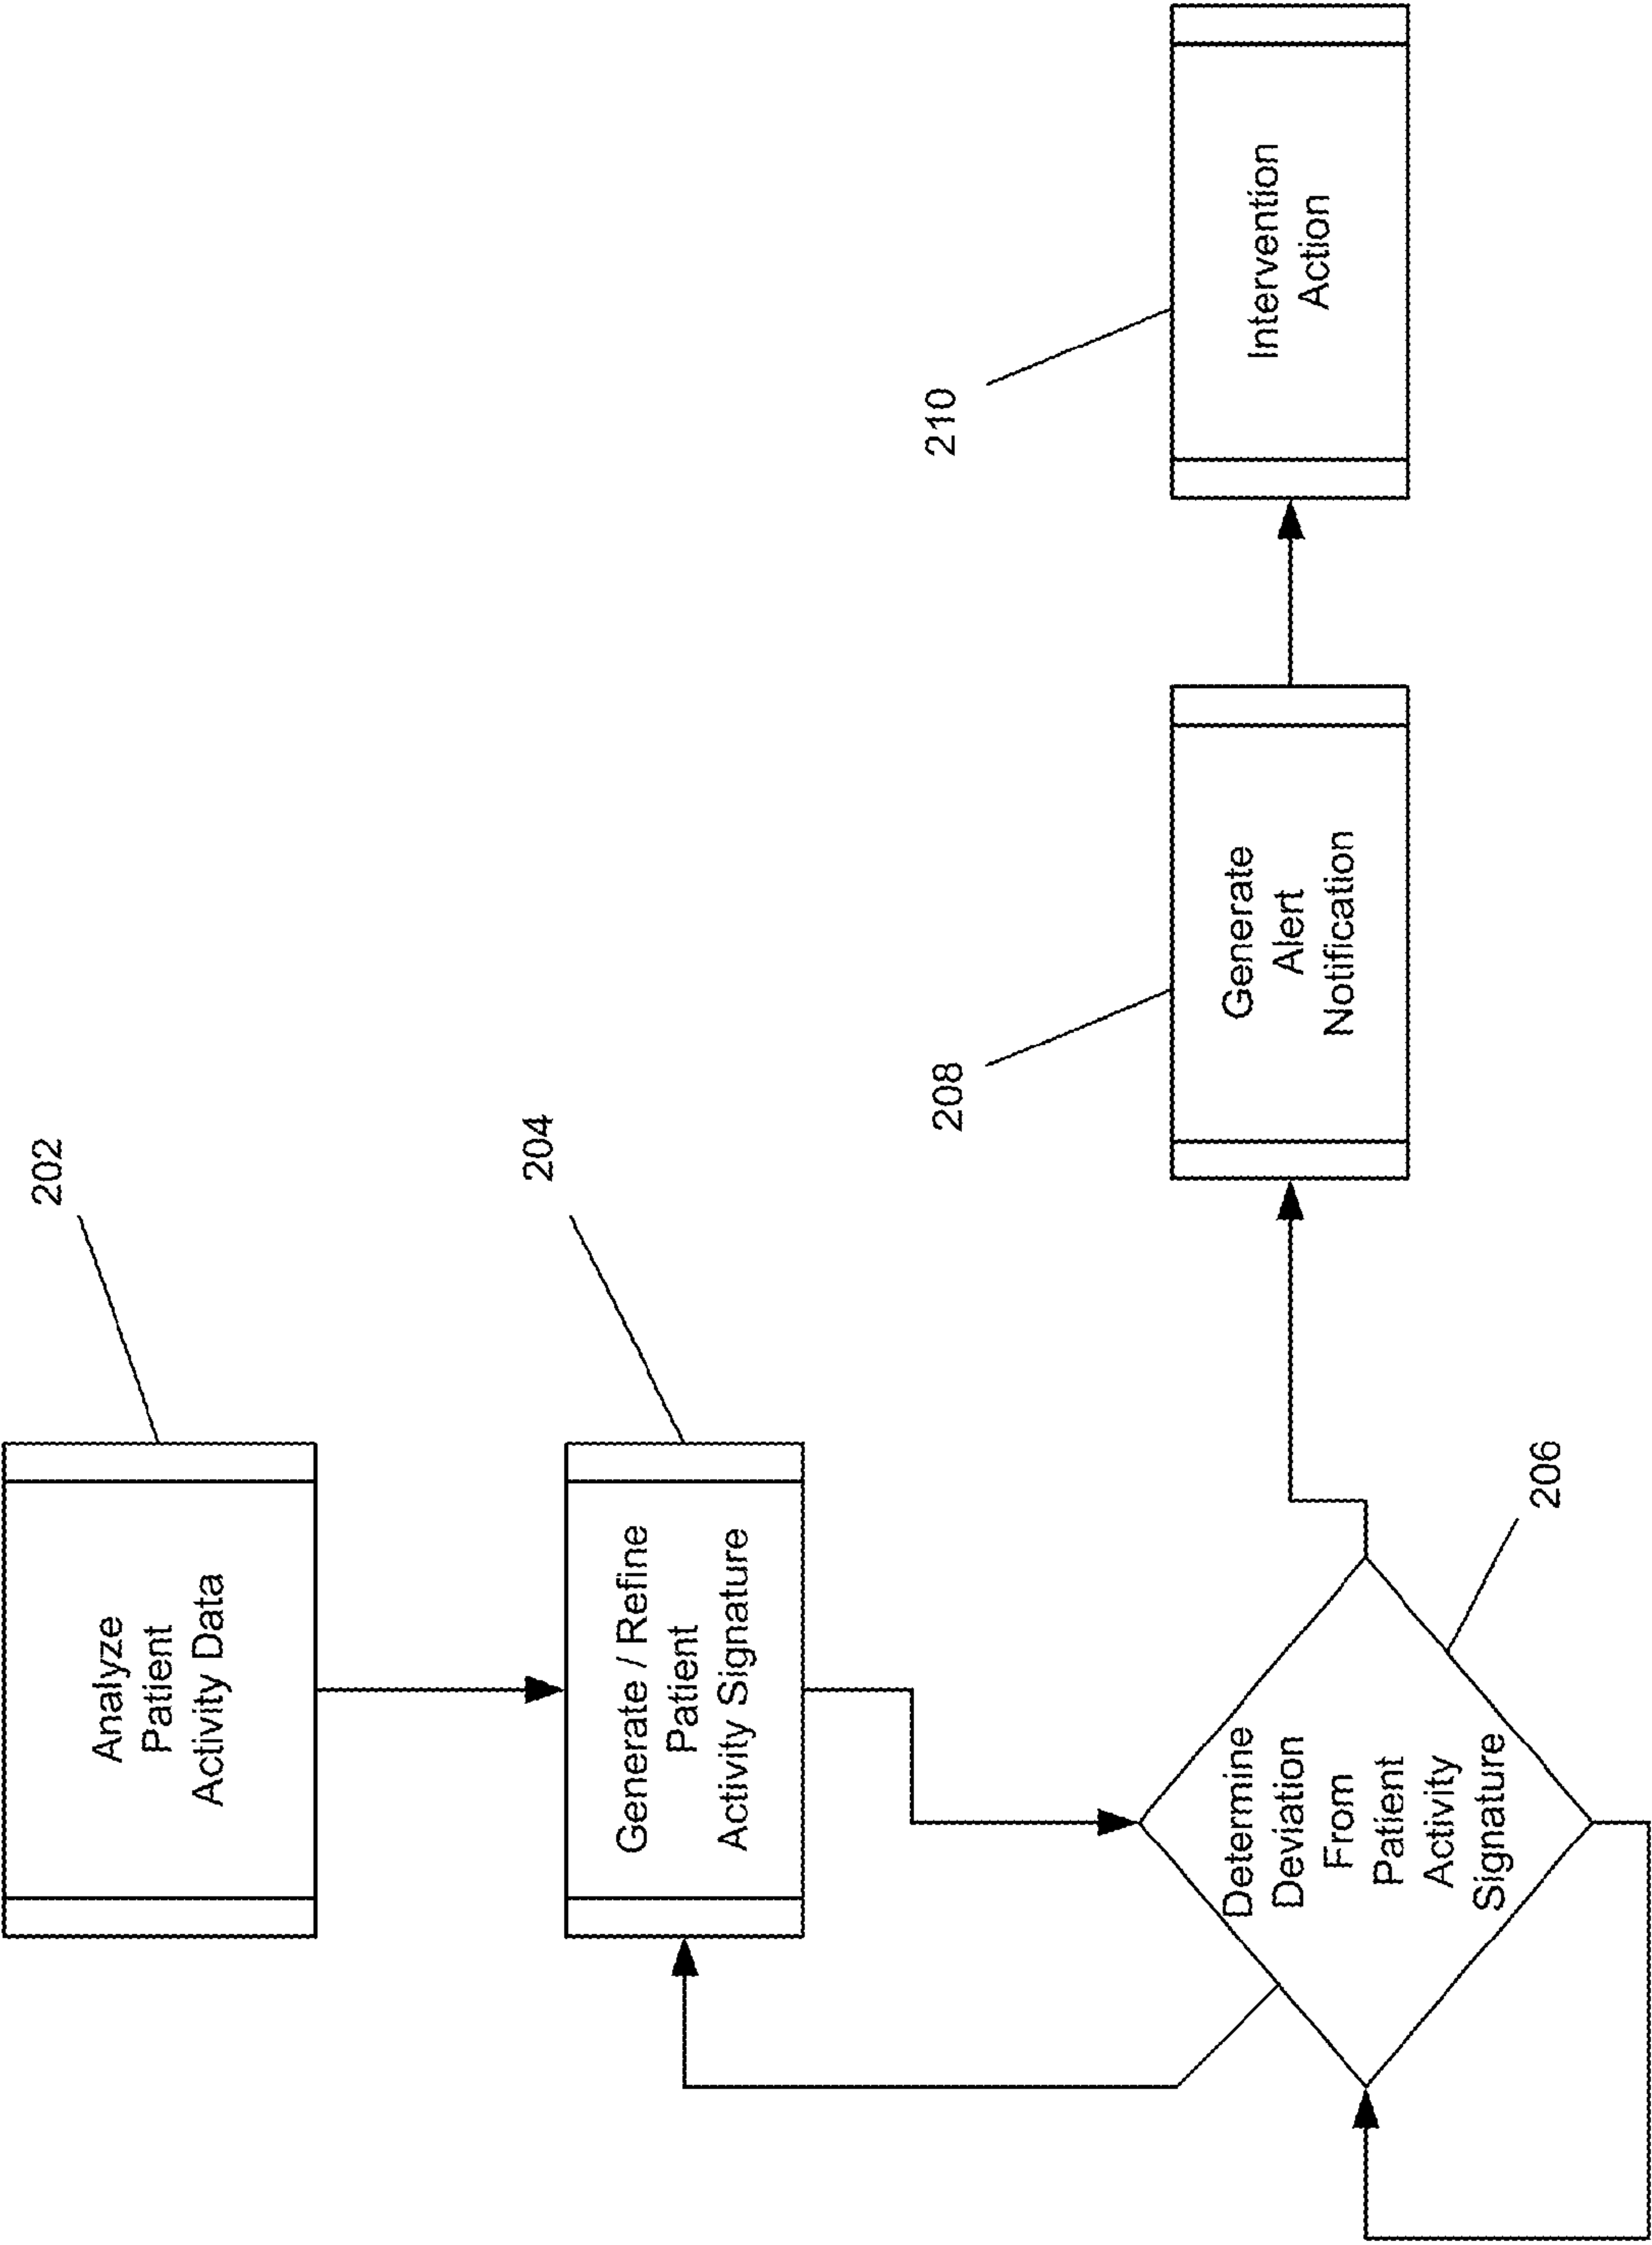 202
Analyze
Patient
Activity Data
204
Generate / Refine
Patient
Activity Signature
206
Determine
Deviation
From
Patient
Activity
Signature
208
Generate
Alert
Notification
210
Intervention
Action